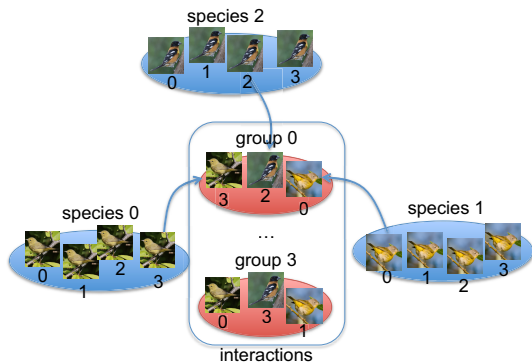 species 2
0 1 2 3
group 0
3 2 0
species 0
0 1 2 3
species 1
0 1 2 3
...
group 3
0 3 1
interactions